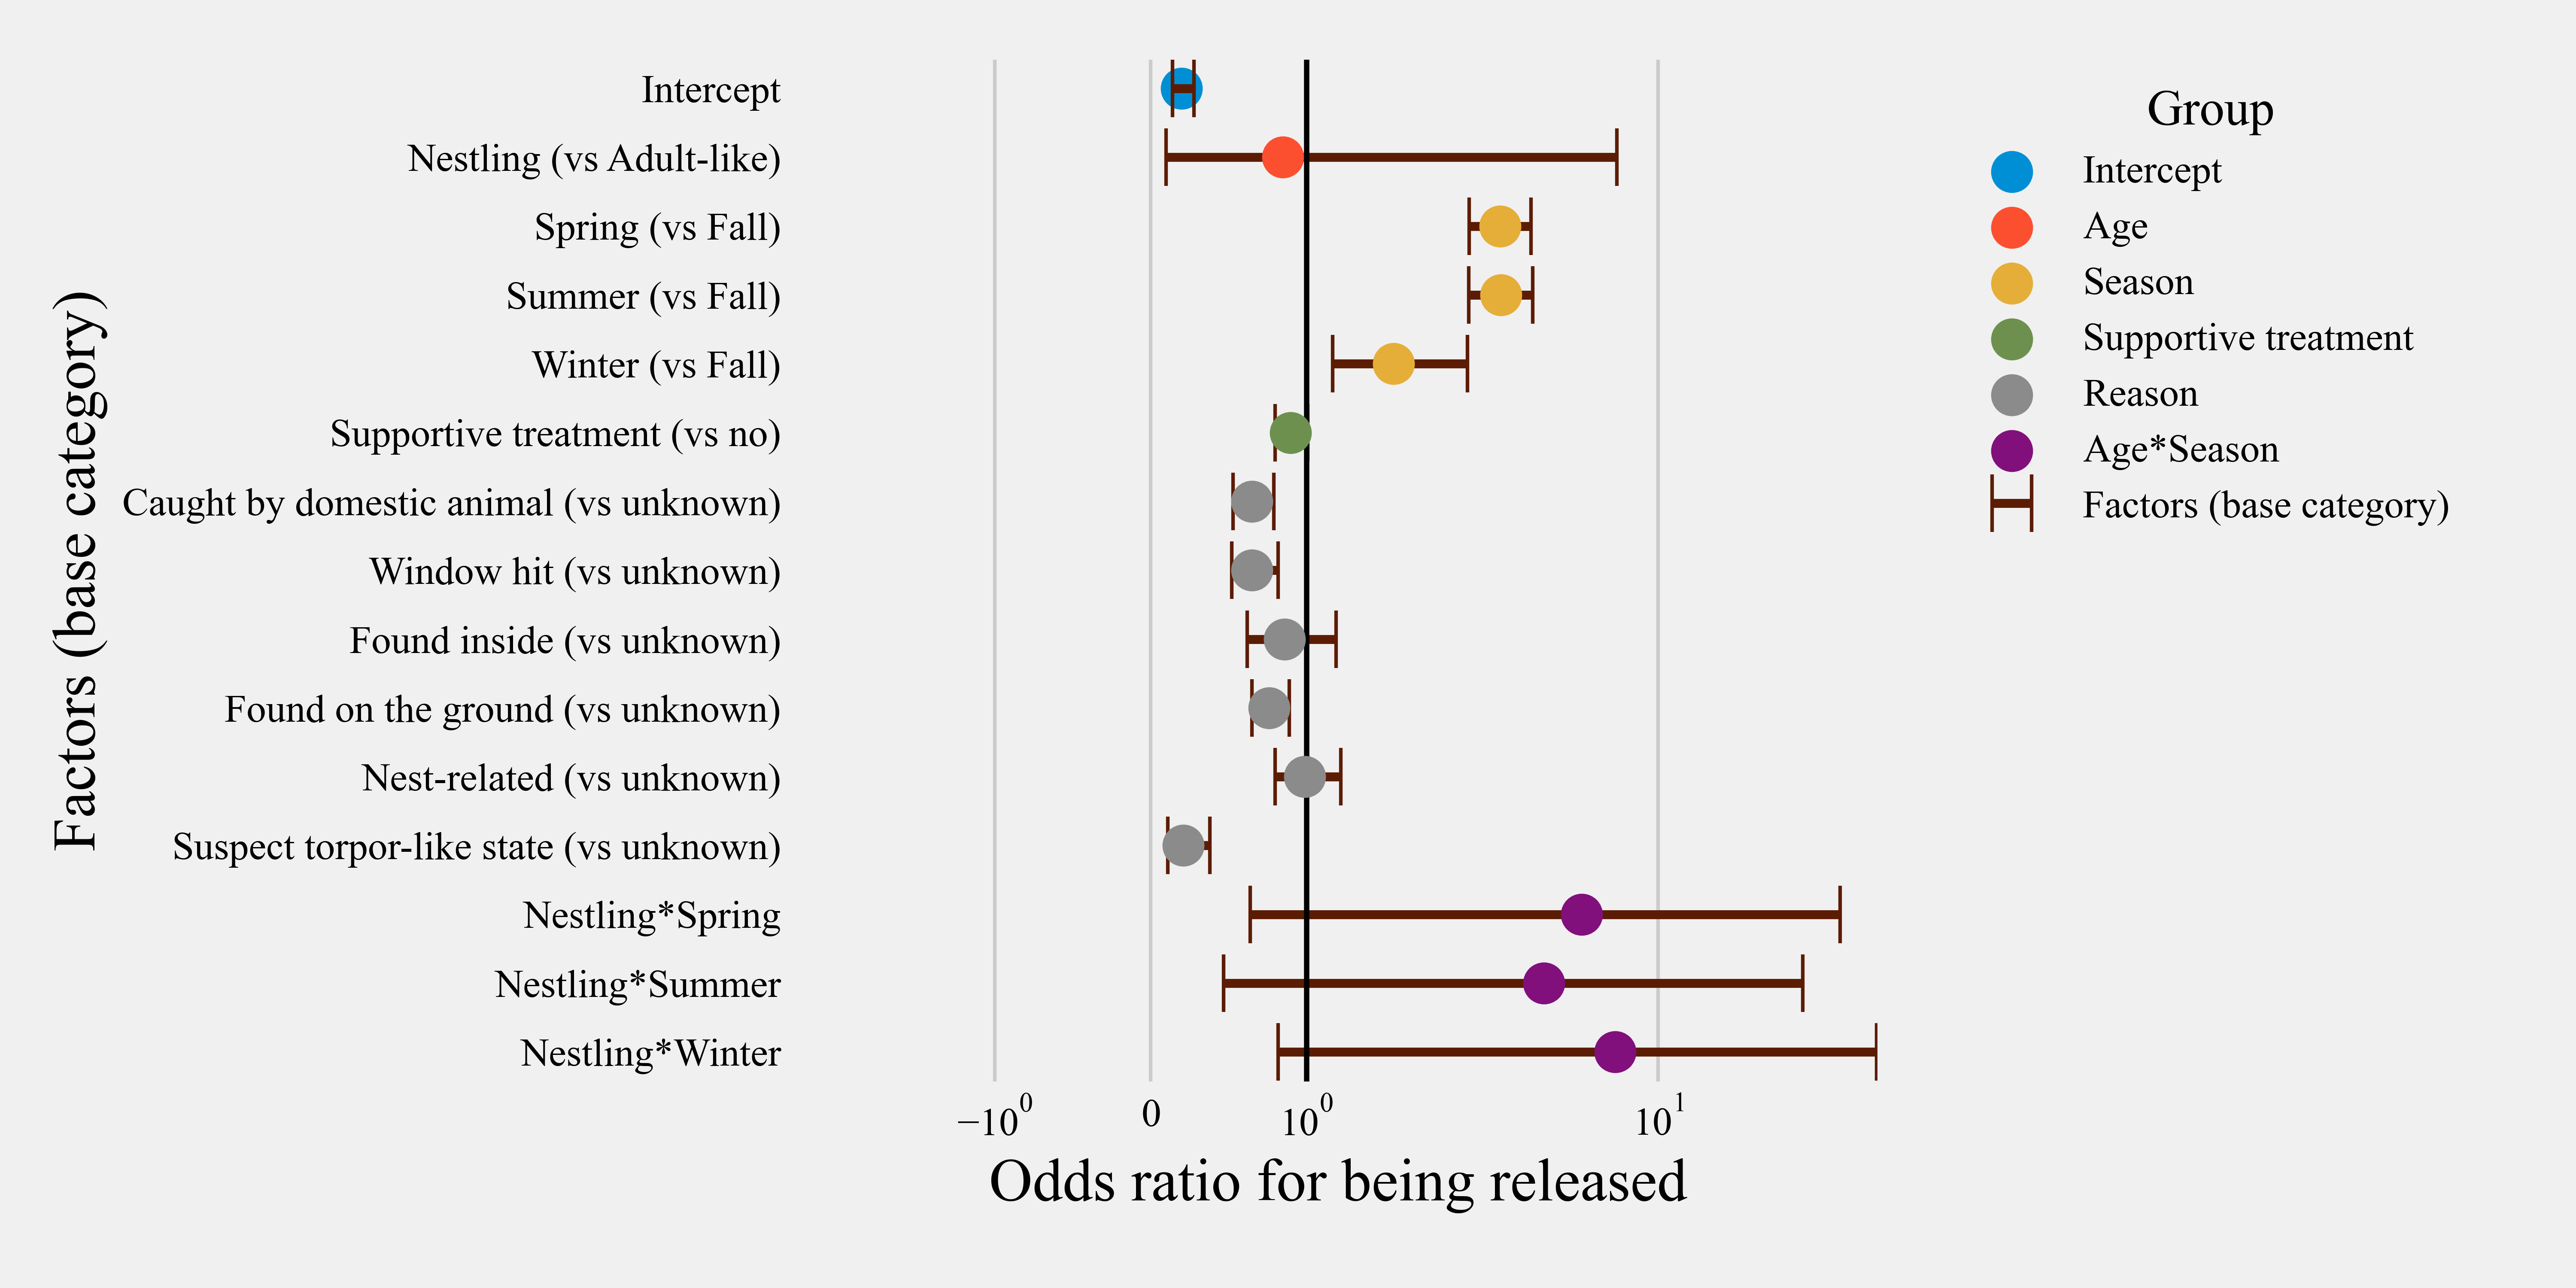 Factors (base category)
Intercept
Nestling (vs Adult-like)
Spring (vs Fall)
Summer (vs Fall)
Winter (vs Fall)
Supportive treatment (vs no)
Caught by domestic animal (vs unknown)
Window hit (vs unknown)
Found inside (vs unknown)
Found on the ground (vs unknown)
Nest-related (vs unknown)
Suspect torpor-like state (vs unknown)
Nestling*Spring
Nestling*Summer
Nestling*Winter
−10⁰ 0 10⁰ 10¹
Odds ratio for being released
Group
Intercept
Age
Season
Supportive treatment
Reason
Age*Season
Factors (base category)